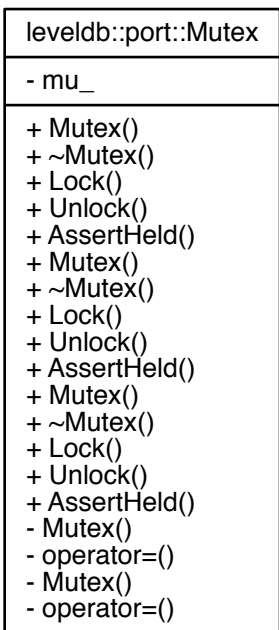 leveldb::port::Mutex
- mu_
+ Mutex()
+ ~Mutex()
+ Lock()
+ Unlock()
+ AssertHeld()
+ Mutex()
+ ~Mutex()
+ Lock()
+ Unlock()
+ AssertHeld()
+ Mutex()
+ ~Mutex()
+ Lock()
+ Unlock()
+ AssertHeld()
- Mutex()
- operator=()
- Mutex()
- operator=()